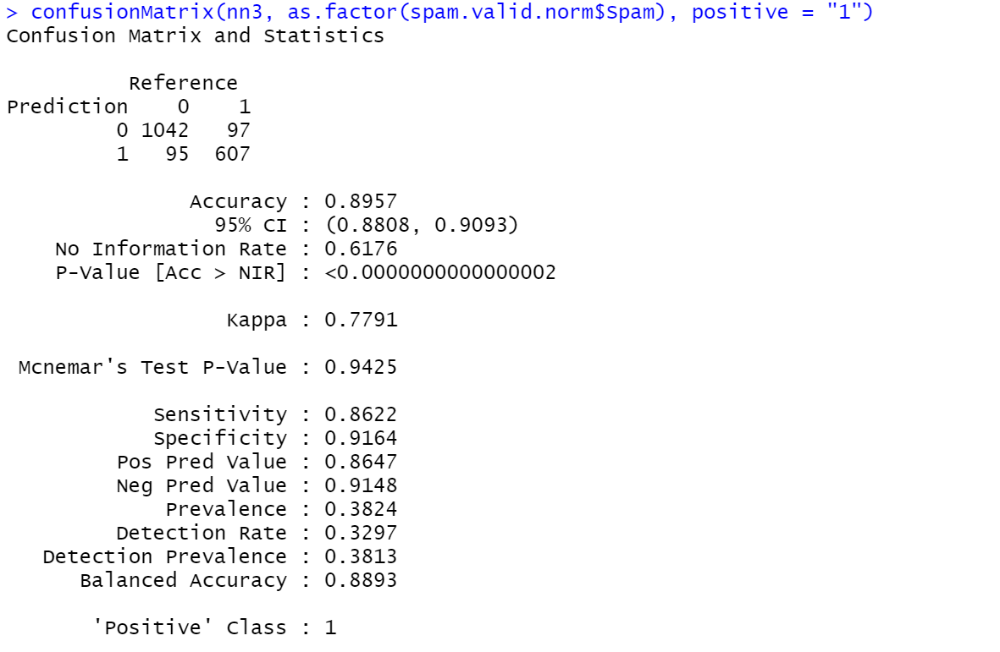 > confusionMatrix(nn3, as.factor(spam.valid.norm$Spam), positive = "1")
Confusion Matrix and Statistics

          Reference
Prediction    0    1
         0 1042   97
         1   95  607

               Accuracy : 0.8957
                 95% CI : (0.8808, 0.9093)
    No Information Rate : 0.6176
    P-Value [Acc > NIR] : <0.0000000000000002

                  Kappa : 0.7791

 Mcnemar's Test P-Value : 0.9425

            Sensitivity : 0.8622
            Specificity : 0.9164
         Pos Pred Value : 0.8647
         Neg Pred Value : 0.9148
             Prevalence : 0.3824
         Detection Rate : 0.3297
   Detection Prevalence : 0.3813
      Balanced Accuracy : 0.8893

       'Positive' Class : 1